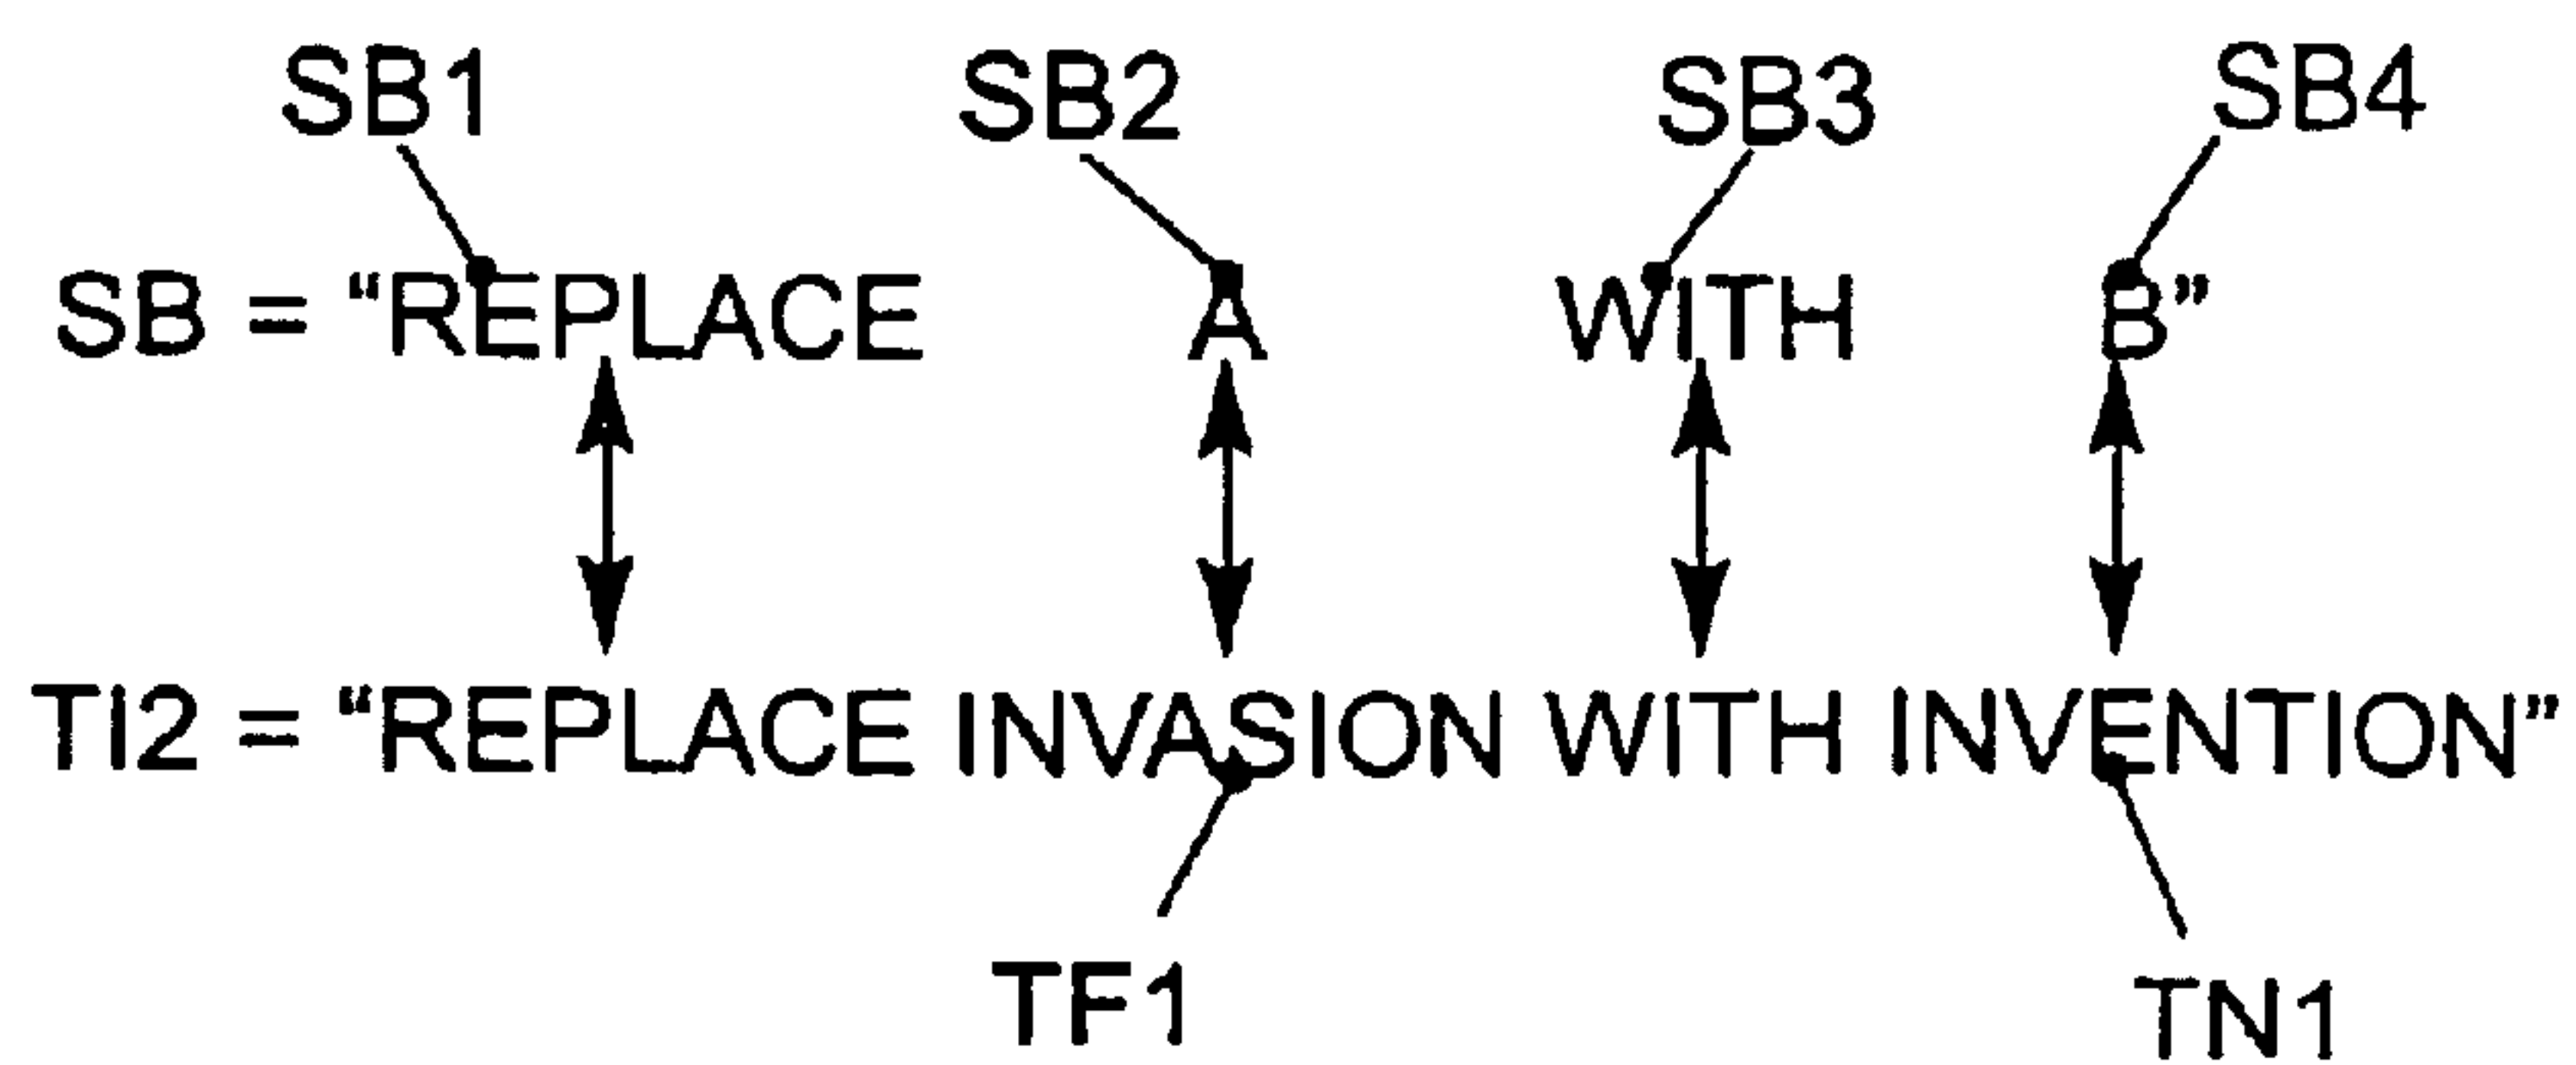 SB1 SB2 SB3 SB4
SB = “REPLACE A WITH B”
TI2 = “REPLACE INVASION WITH INVENTION”
TF1 TN1